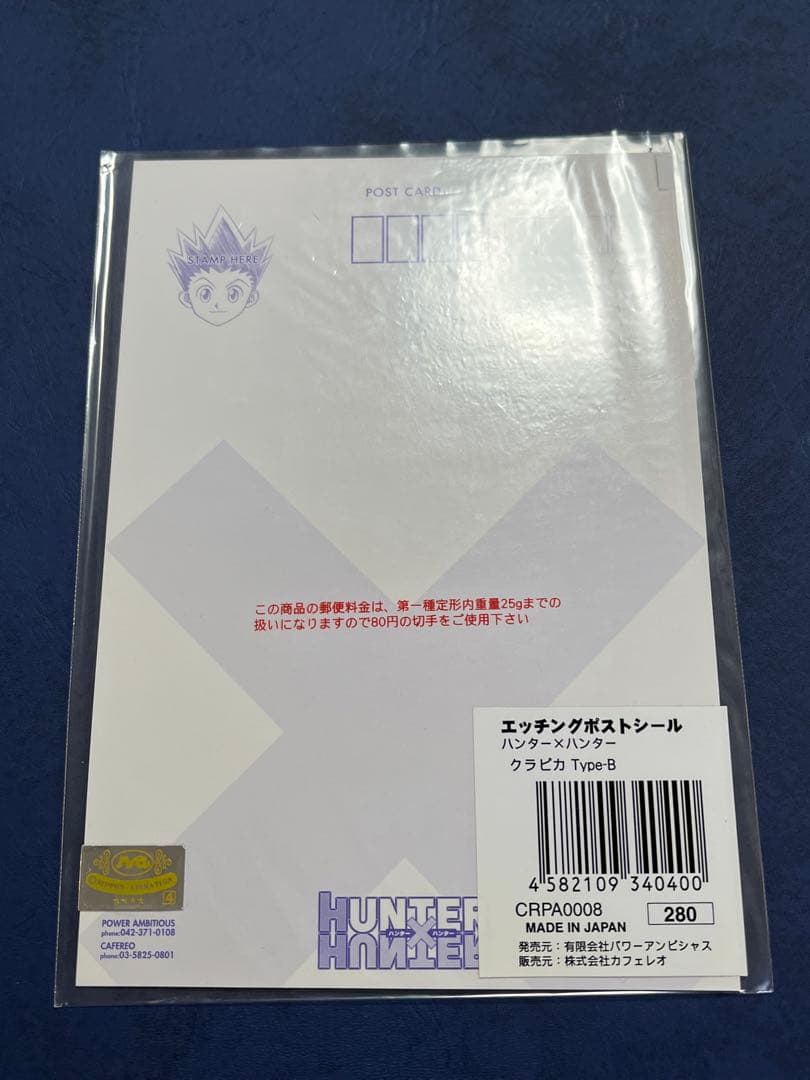 POST CARD
STAMP HERE
この商品の郵便料金は、第一種定形内重量25gまでの
扱いになりますので80円の切手をご使用下さい
エッチングポストシール
ハンター×ハンター
クラピカ Type-B
4 582109 340400
CRPA0008
280
MADE IN JAPAN
発売元：有限会社パワーアンビシャス
販売元：株式会社カフェレオ
NIPPON ANIMATION
4
POWER AMBITIOUS
phone:042-371-0108
CAFEREO
phone:03-5825-0801
HUNTER
ハンター×ハンター
HUNTER